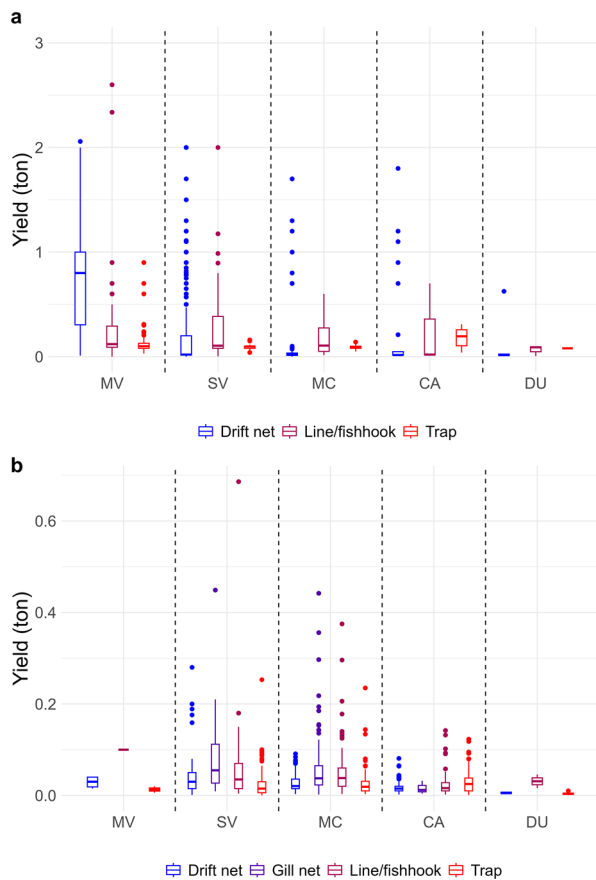 a
3
2
1
0
Yield (ton)
MV SV MC CA DU
Drift net Line/fishhook Trap
b
0.6
0.4
0.2
0.0
Yield (ton)
MV SV MC CA DU
Drift net Gill net Line/fishhook Trap